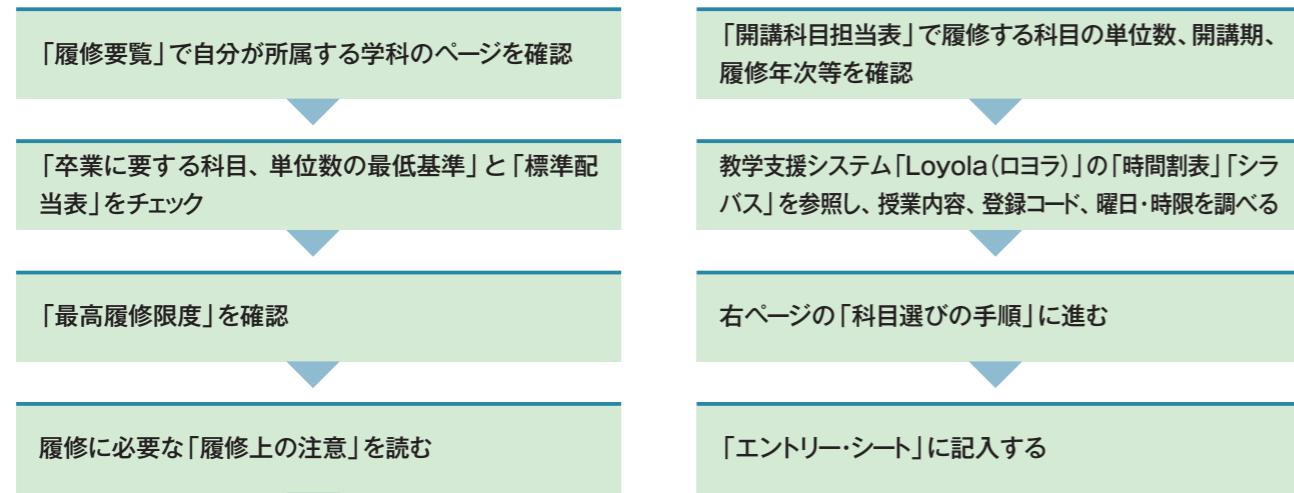 「履修要覧」で自分が所属する学科のページを確認
「卒業に要する科目、単位数の最低基準」と「標準配
当表」をチェック
「最高履修限度」を確認
履修に必要な「履修上の注意」を読む
「開講科目担当表」で履修する科目の単位数、開講期、
履修年次等を確認
教学支援システム「Loyola(ロヨラ)」の「時間割表」「シラ
バス」を参照し、授業内容、登録コード、曜日・時限を調べる
右ページの「科目選びの手順」に進む
「エントリー・シート」に記入する